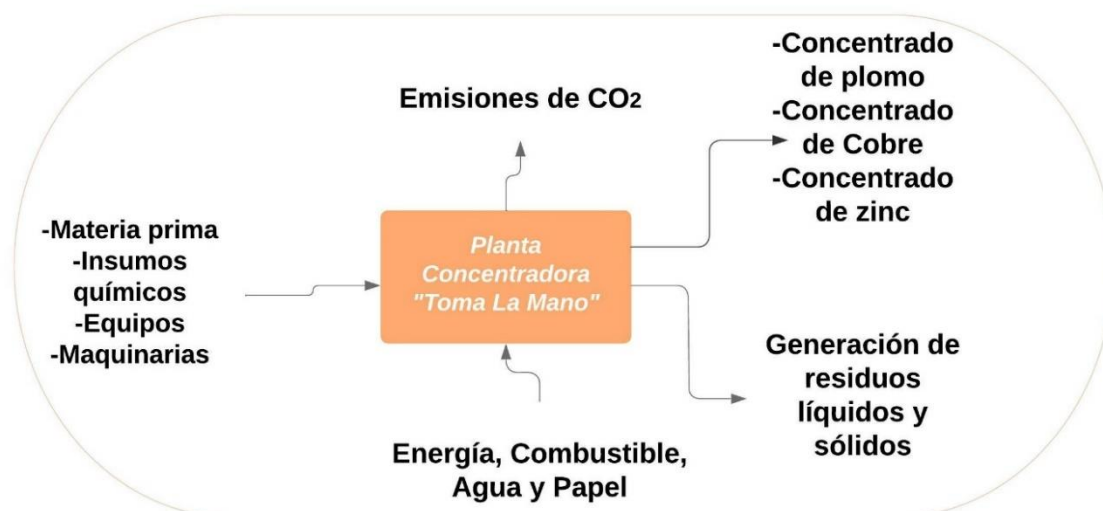 -Materia prima
-Insumos
químicos
-Equipos
-Maquinarias
Emisiones de CO2
Planta
Concentradora
"Toma La Mano"
Energía, Combustible,
Agua y Papel
-Concentrado
de plomo
-Concentrado
de Cobre
-Concentrado
de zinc
Generación de
residuos
líquidos y
sólidos